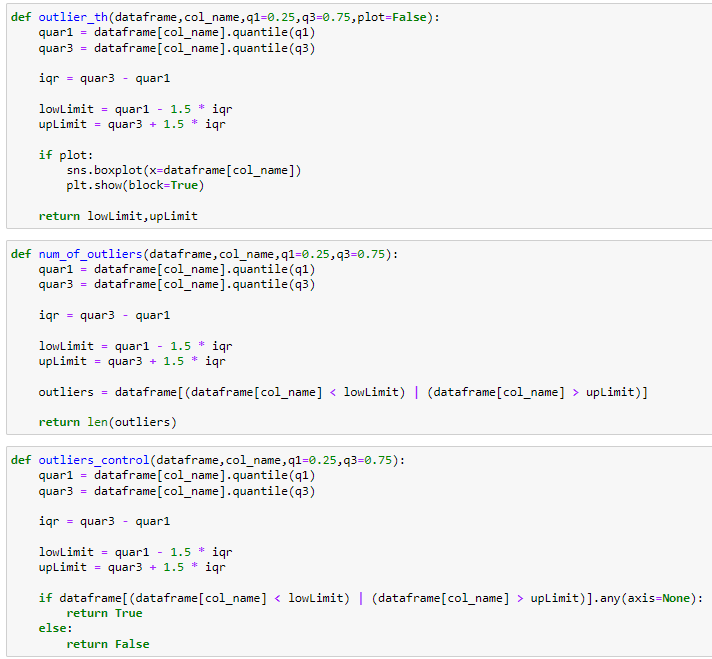 def outlier_th(dataframe,col_name,q1=0.25,q3=0.75,plot=False):
    quar1 = dataframe[col_name].quantile(q1)
    quar3 = dataframe[col_name].quantile(q3)

    iqr = quar3 - quar1

    lowLimit = quar1 - 1.5 * iqr
    upLimit = quar3 + 1.5 * iqr

    if plot:
        sns.boxplot(x=dataframe[col_name])
        plt.show(block=True)

    return lowLimit,upLimit

def num_of_outliers(dataframe,col_name,q1=0.25,q3=0.75):
    quar1 = dataframe[col_name].quantile(q1)
    quar3 = dataframe[col_name].quantile(q3)

    iqr = quar3 - quar1

    lowLimit = quar1 - 1.5 * iqr
    upLimit = quar3 + 1.5 * iqr

    outliers = dataframe[(dataframe[col_name] < lowLimit) | (dataframe[col_name] > upLimit)]

    return len(outliers)

def outliers_control(dataframe,col_name,q1=0.25,q3=0.75):
    quar1 = dataframe[col_name].quantile(q1)
    quar3 = dataframe[col_name].quantile(q3)

    iqr = quar3 - quar1

    lowLimit = quar1 - 1.5 * iqr
    upLimit = quar3 + 1.5 * iqr

    if dataframe[(dataframe[col_name] < lowLimit) | (dataframe[col_name] > upLimit)].any(axis=None):
        return True
    else:
        return False